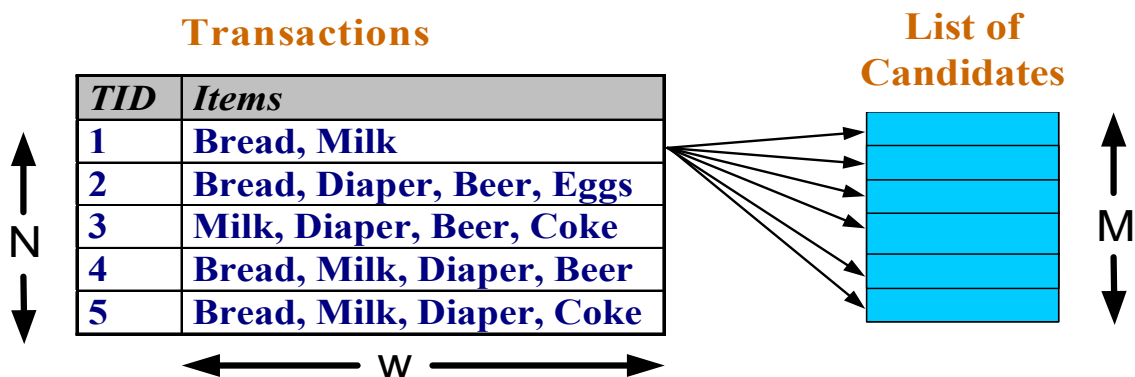 Transactions
List of
Candidates
TID Items
1 Bread, Milk
2 Bread, Diaper, Beer, Eggs
3 Milk, Diaper, Beer, Coke
4 Bread, Milk, Diaper, Beer
5 Bread, Milk, Diaper, Coke
N
M
w